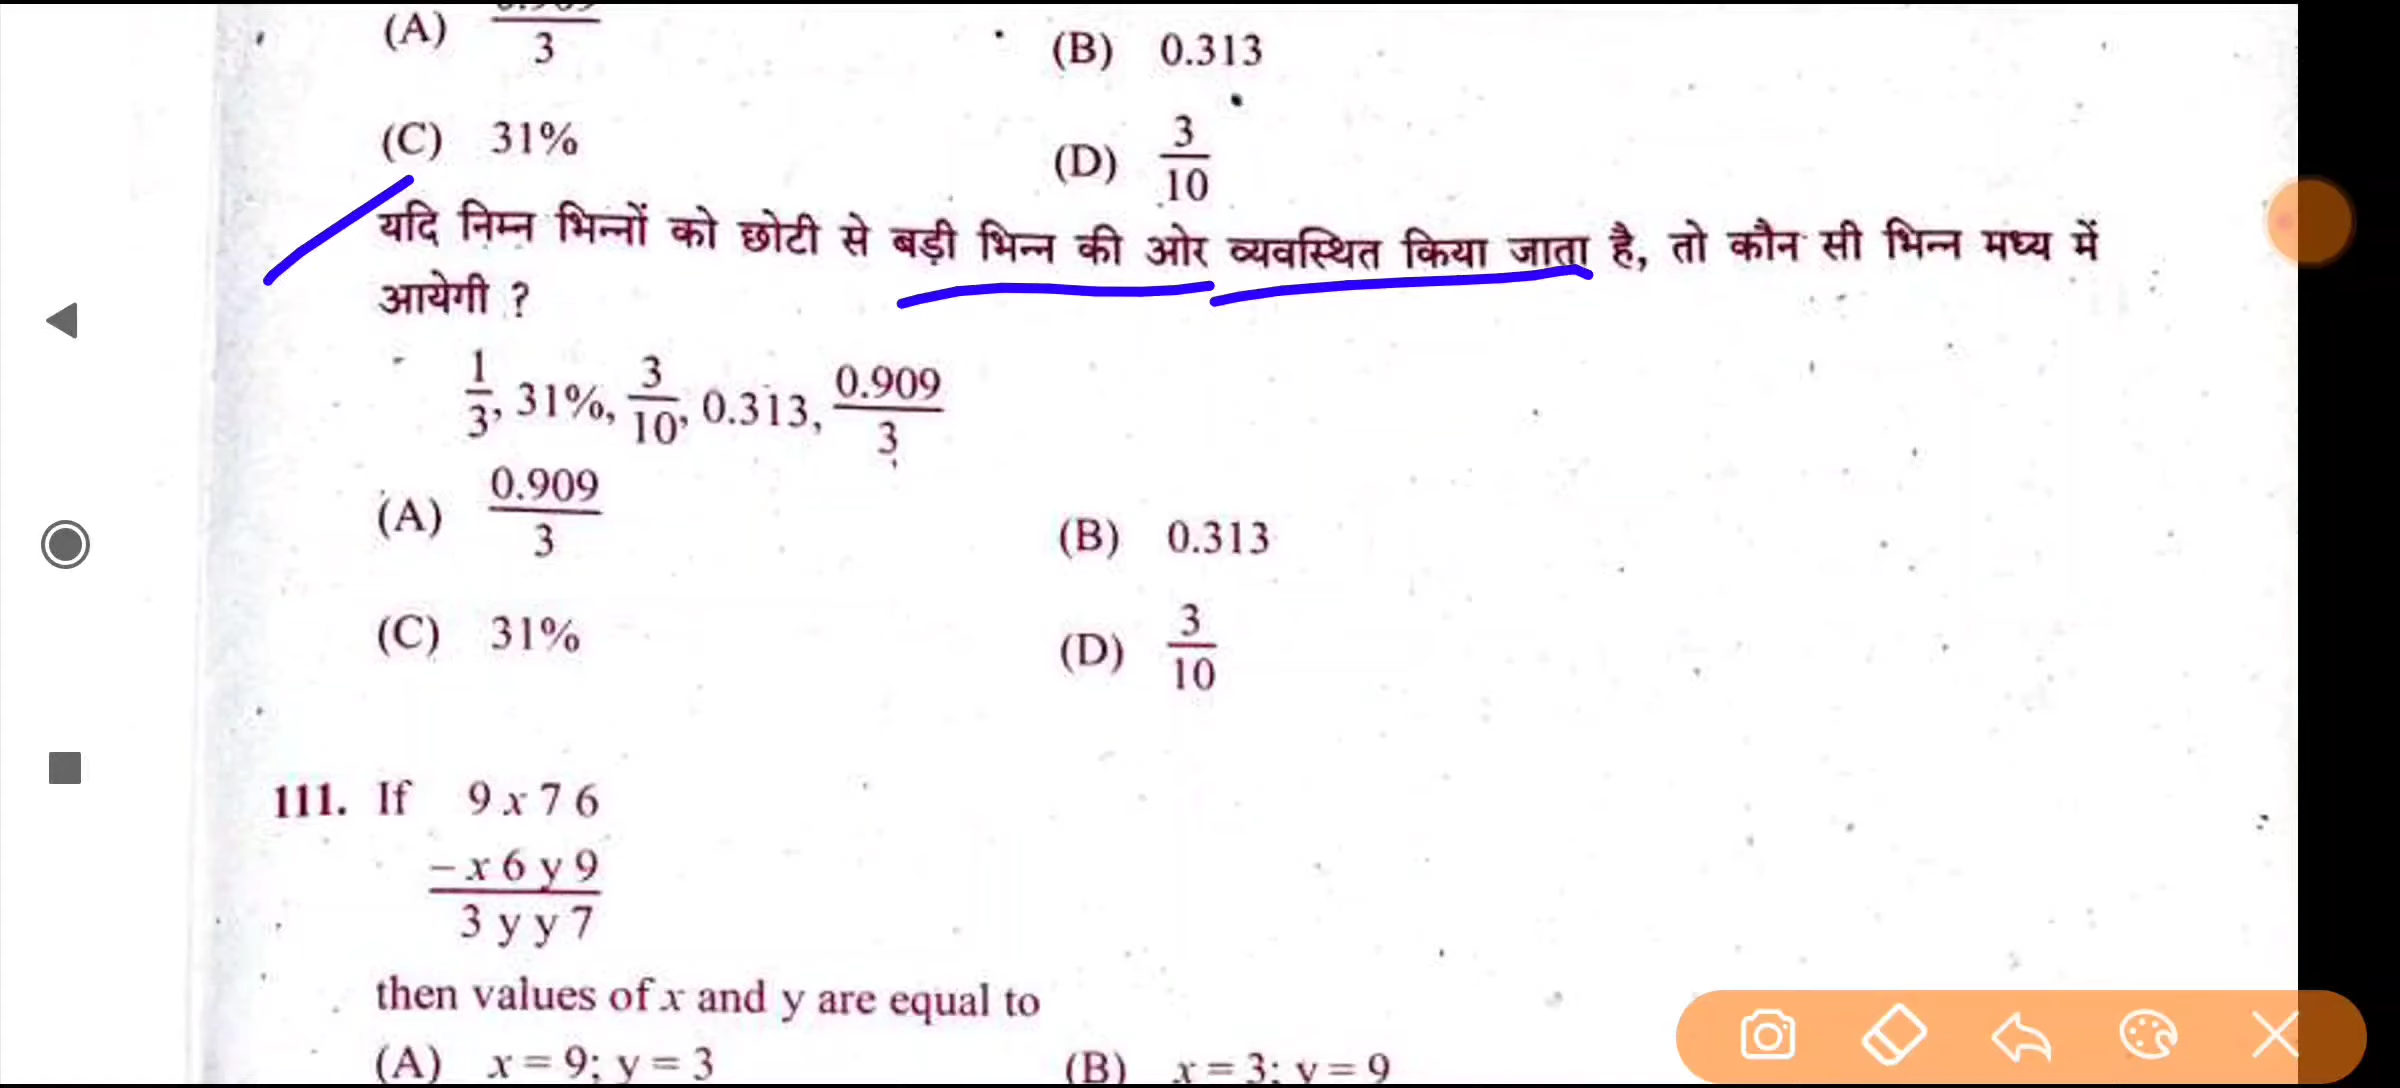 (A) 3
(B) 0.313
(C) 31%
(D) 3/10
यदि निम्न भिन्नों को छोटी से बड़ी भिन्न की ओर व्यवस्थित किया जाता है, तो कौन सी भिन्न मध्य में
आयेगी ?
1/3, 31%, 3/10, 0.313, 0.909/3
(A) 0.909/3
(B) 0.313
(C) 31%
(D) 3/10
111. If 9 x 7 6
– x 6 y 9
3 y y 7
then values of x and y are equal to
(A) x = 9; y = 3
(B) x = 3; y = 9